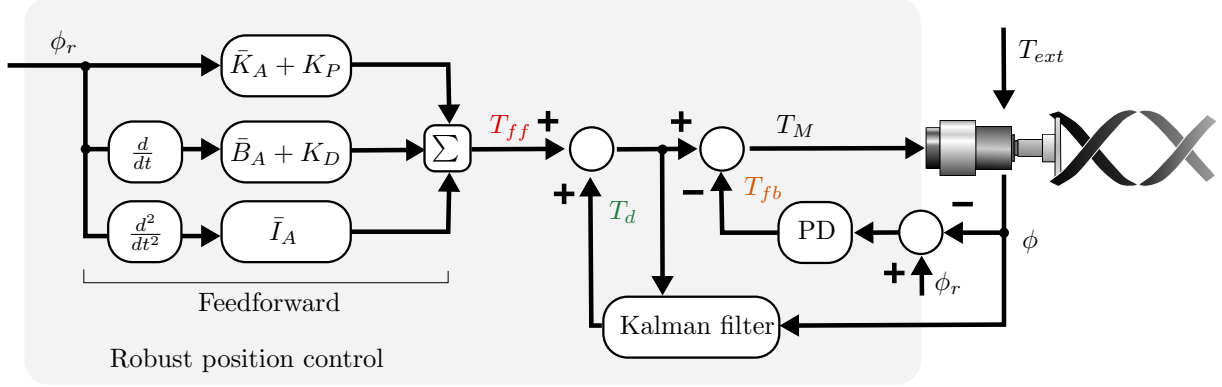 ϕ_r
K̄_A + K_P
T_ext
d/dt
B̄_A + K_D
∑
T_ff
+
+
T_M
d²/dt²
Ī_A
+
T_d
−
T_fb
PD
−
+
ϕ_r
ϕ
Feedforward
Kalman filter
Robust position control